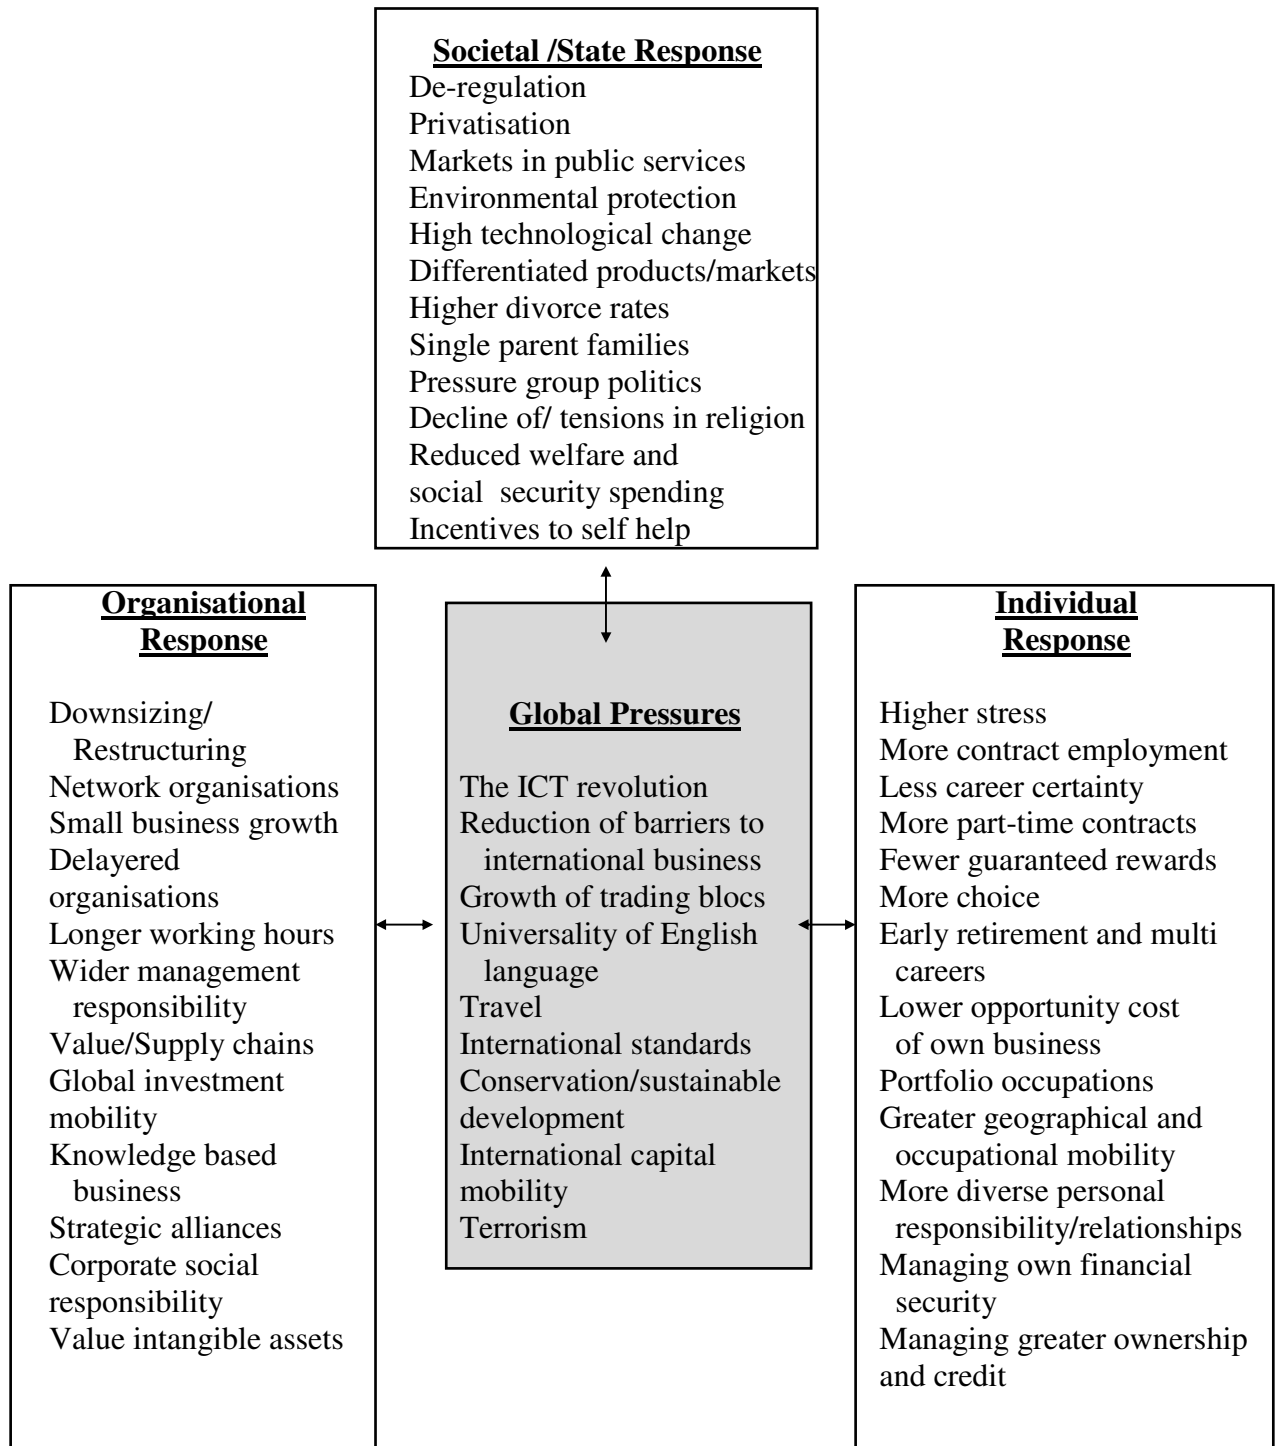 Societal /State Response
De-regulation
Privatisation
Markets in public services
Environmental protection
High technological change
Differentiated products/markets
Higher divorce rates
Single parent families
Pressure group politics
Decline of/ tensions in religion
Reduced welfare and
social  security spending
Incentives to self help
Organisational
Response
Downsizing/
Restructuring
Network organisations
Small business growth
Delayered
organisations
Longer working hours
Wider management
responsibility
Value/Supply chains
Global investment
mobility
Knowledge based
business
Strategic alliances
Corporate social
responsibility
Value intangible assets
Global Pressures
The ICT revolution
Reduction of barriers to
international business
Growth of trading blocs
Universality of English
language
Travel
International standards
Conservation/sustainable
development
International capital
mobility
Terrorism
Individual
Response
Higher stress
More contract employment
Less career certainty
More part-time contracts
Fewer guaranteed rewards
More choice
Early retirement and multi
careers
Lower opportunity cost
of own business
Portfolio occupations
Greater geographical and
occupational mobility
More diverse personal
responsibility/relationships
Managing own financial
security
Managing greater ownership
and credit